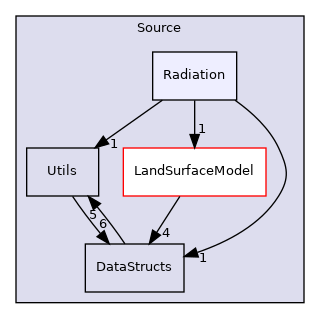 Source
Radiation
1
1
Utils
LandSurfaceModel
5
6
4
DataStructs
1